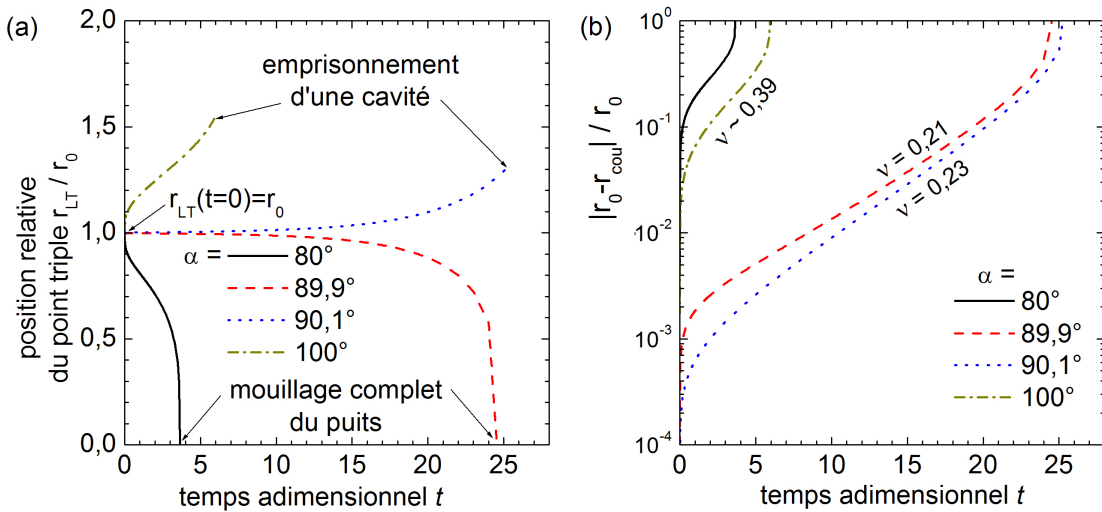 (a)
2,0
1,5
1,0
0,5
0,0
position relative
du point triple r_LT / r_0
emprisonnement
d'une cavité
r_LT(t=0)=r_0
α =
80°
89,9°
90,1°
100°
mouillage complet
du puits
0 5 10 15 20 25
temps adimensionnel t
(b)
10^0
10^-1
10^-2
10^-3
10^-4
|r_0-r_cou| / r_0
ν ~ 0,39
ν = 0,21
ν = 0,23
α =
80°
89,9°
90,1°
100°
0 5 10 15 20 25
temps adimensionnel t